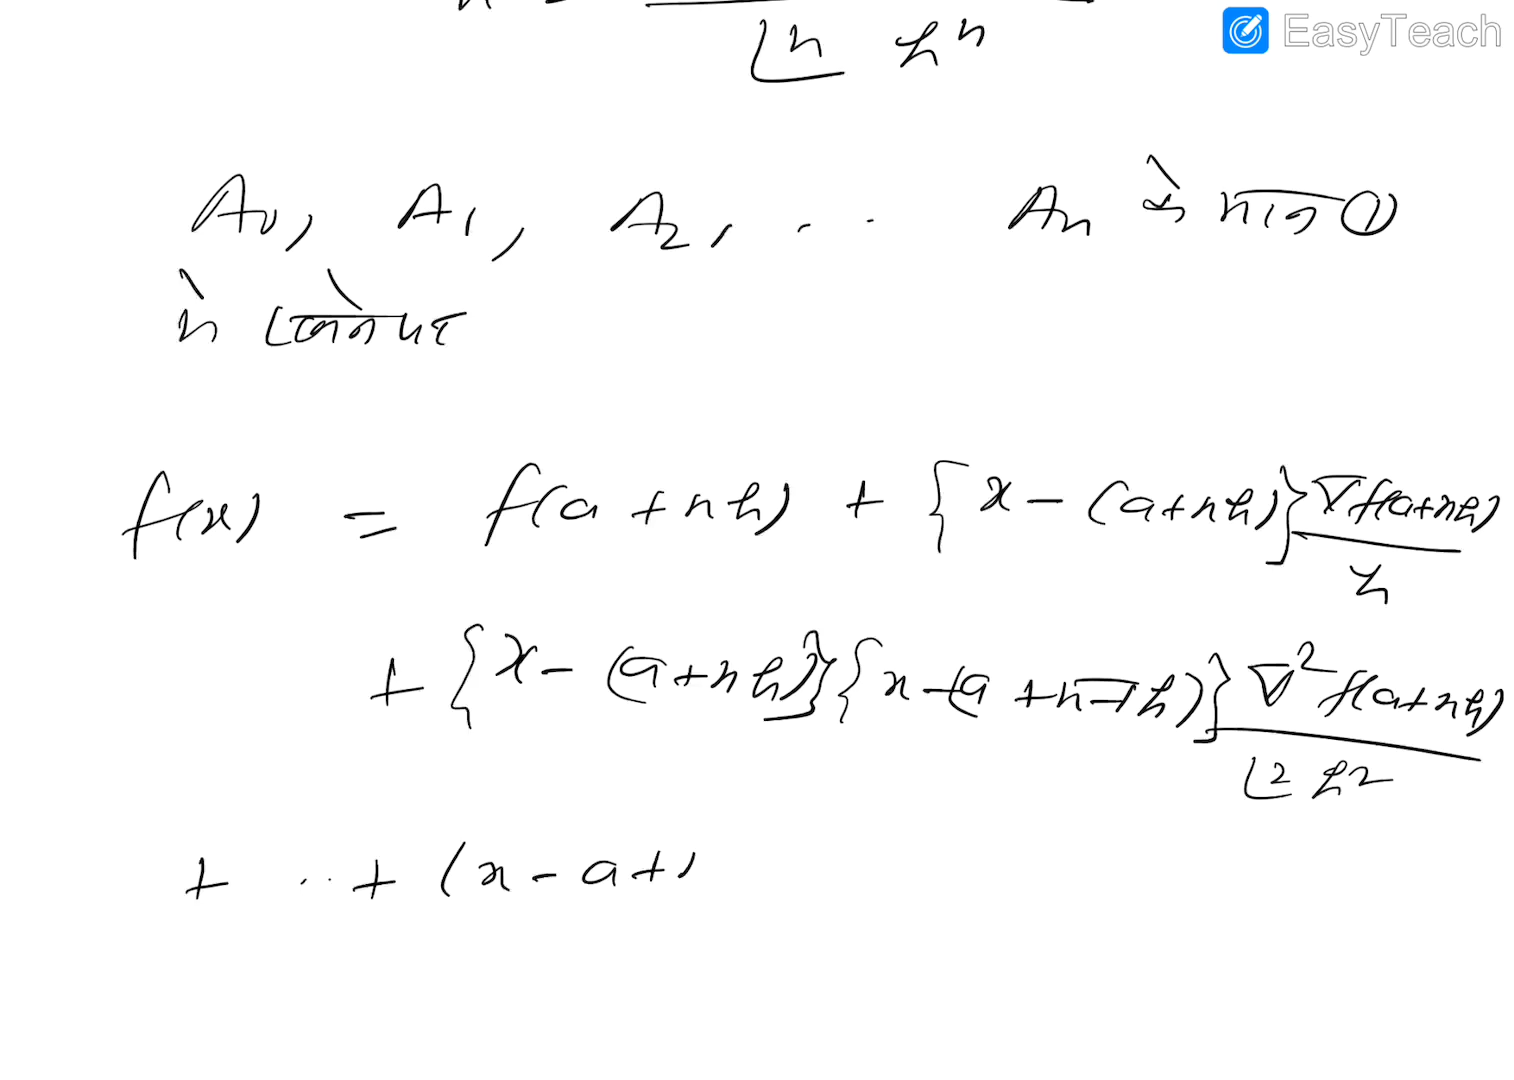 EasyTeach
⌊n hⁿ
A₀, A₁, A₂, . . . Aₙ के मान ①
में रखने पर
f(x) = f(a+nh) + {x-(a+nh)} ∇f(a+nh)/h
+ {x-(a+nh)}{x-(a+n-1h)} ∇²f(a+nh)/⌊2 h²
+ .. + (x-a+